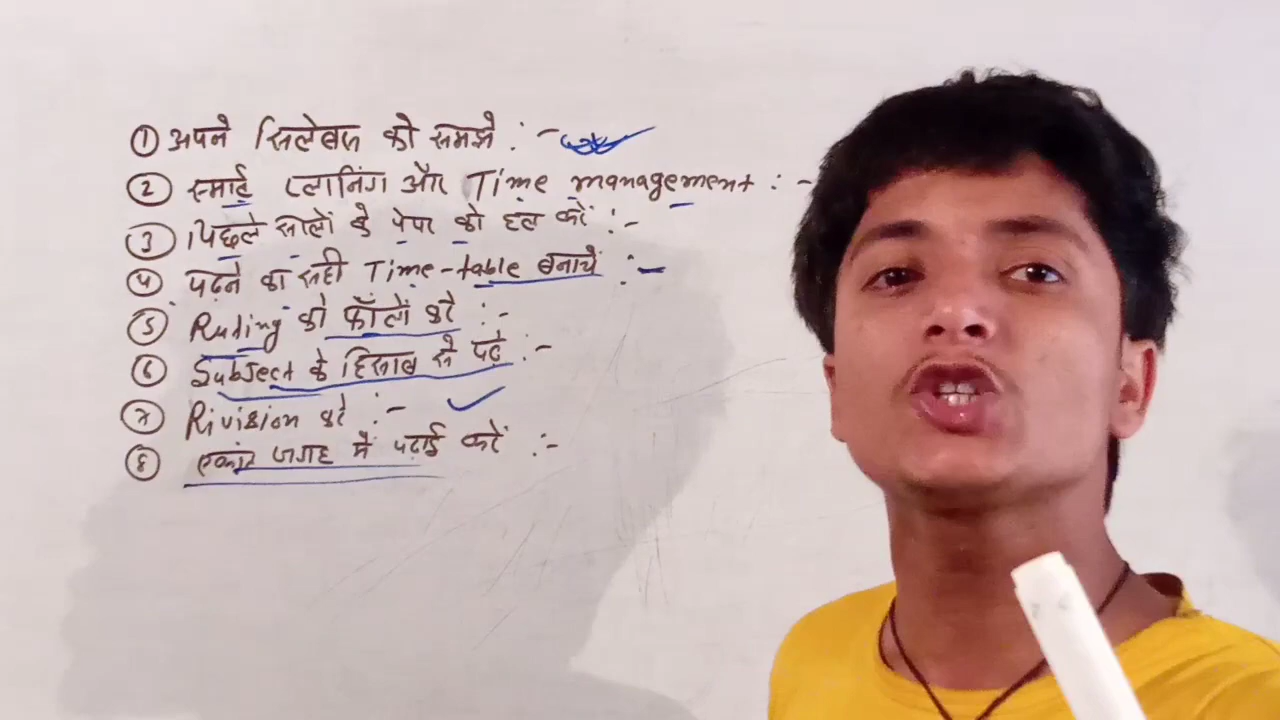 ① अपने सिलेबस को समझे :-
② स्मार्ट प्लानिंग और Time management :-
③ पिछले सालों के पेपर को हल करें :-
④ पढ़ने का सही Time-table बनायें :-
⑤ Ruting को फॉलों करे :-
⑥ Subject के हिसाब से पढ़े :-
⑦ Rivision करे :-
⑧ एकांत जगह में पढ़ाई करें :-